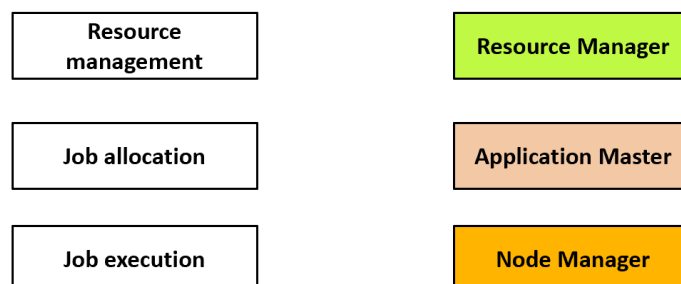 Resource
management
Resource Manager
Job allocation
Application Master
Job execution
Node Manager